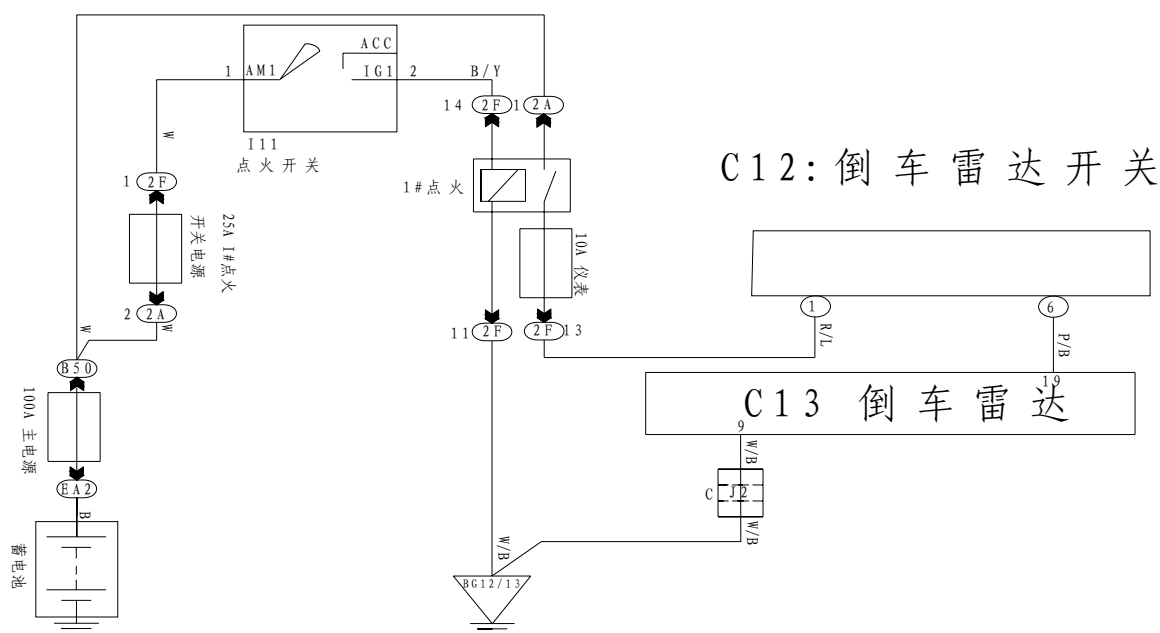 ACC
1 AM1
IG1 2
B/Y
14 2F
1 2A
I11
点火开关
W
1 2F
1#点火
C12:倒车雷达开关
25A I#点火
开关电源
10A 仪表
2 2A
W
W
11 2F
2F 13
1
6
R/L
P/B
B50
19
C13 倒车雷达
9
100A 主电源
W/B
C J2
EA2
B
W/B
W/B
蓄电池
BG12/13